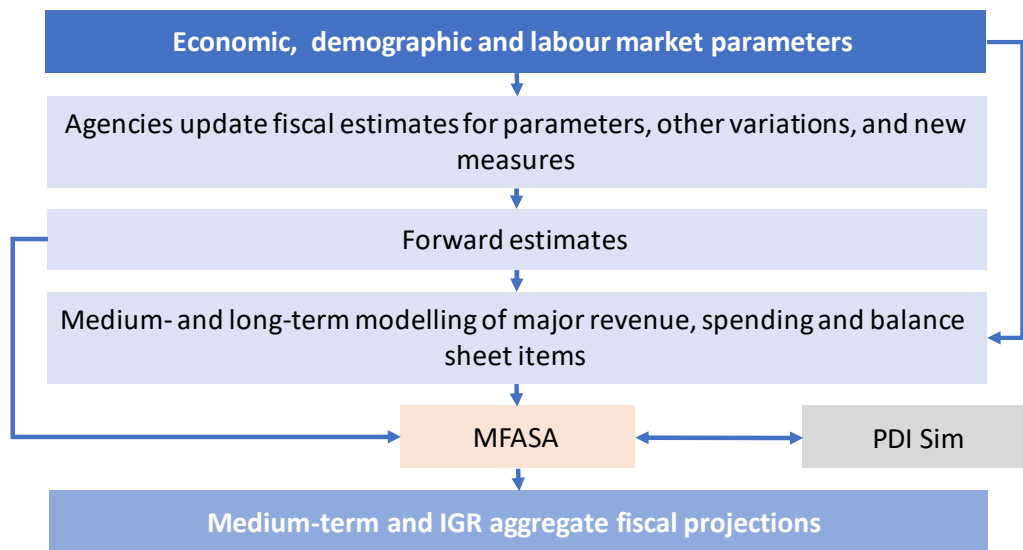 Economic, demographic and labour market parameters
Agencies update fiscal estimates for parameters, other variations, and new
measures
Forward estimates
Medium- and long-term modelling of major revenue, spending and balance
sheet items
MFASA
PDI Sim
Medium-term and IGR aggregate fiscal projections